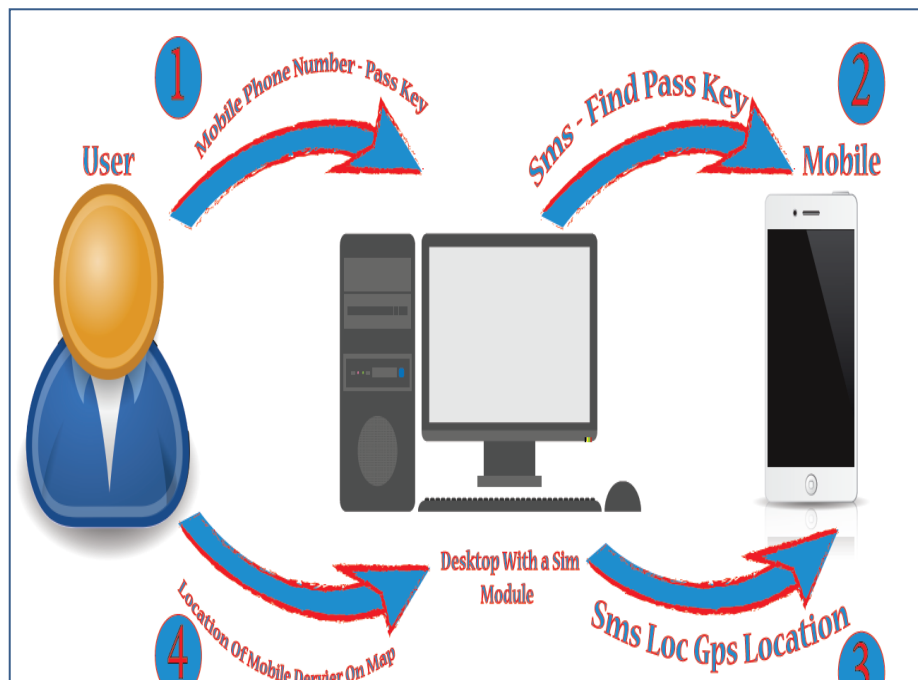 1
Mobile Phone Number - Pass Key
User
Sms - Find Pass Key
2
Mobile
Desktop With a Sim
Module
Sms Loc Gps Location
3
4
Location Of Mobile Dervier On Map